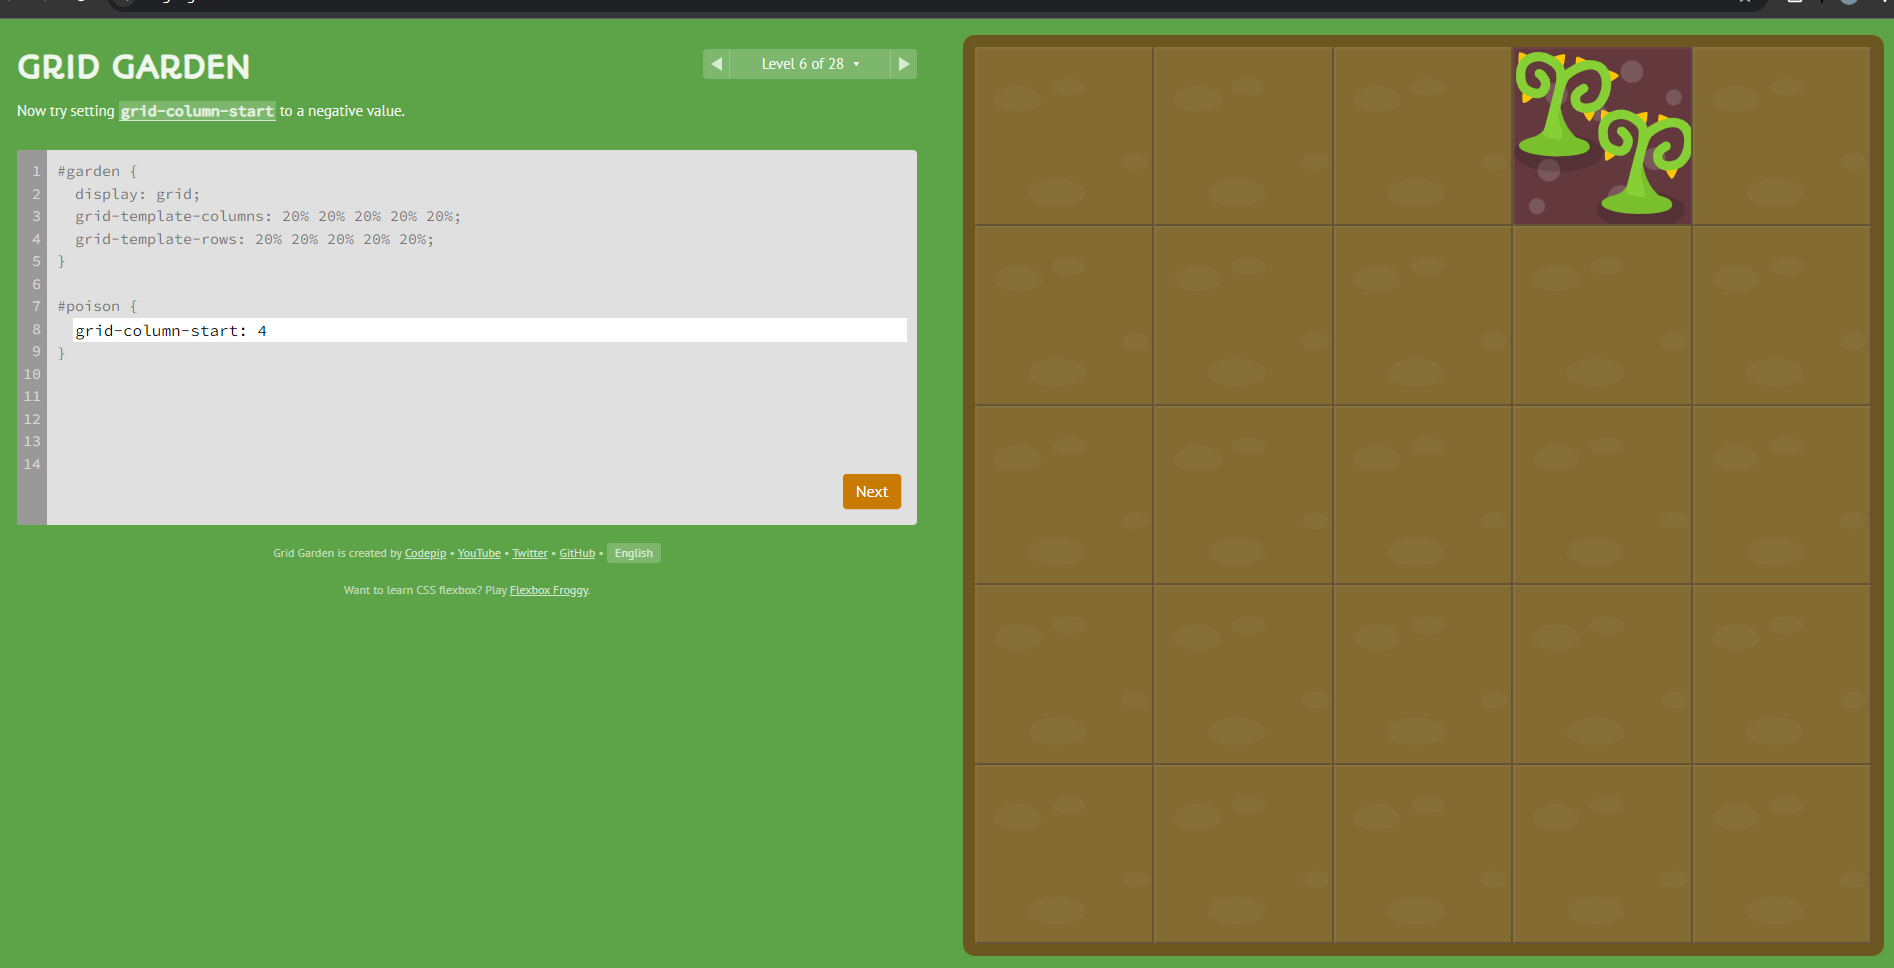 GRID GARDEN
Level 6 of 28
Now try setting grid-column-start to a negative value.
1 #garden {
2 display: grid;
3 grid-template-columns: 20% 20% 20% 20% 20%;
4 grid-template-rows: 20% 20% 20% 20% 20%;
5 }
6
7 #poison {
8 grid-column-start: 4
9 }
10
11
12
13
14
Next
Grid Garden is created by Codepip • YouTube • Twitter • GitHub • English
Want to learn CSS flexbox? Play Flexbox Froggy.